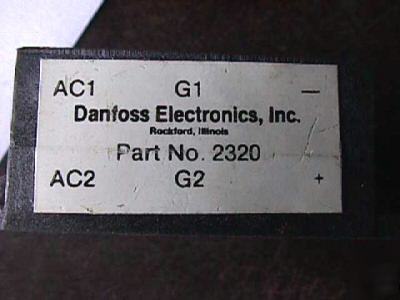 AC1 G1 —
Danfoss Electronics, Inc.
Rockford, Illinois
Part No. 2320
AC2 G2 +